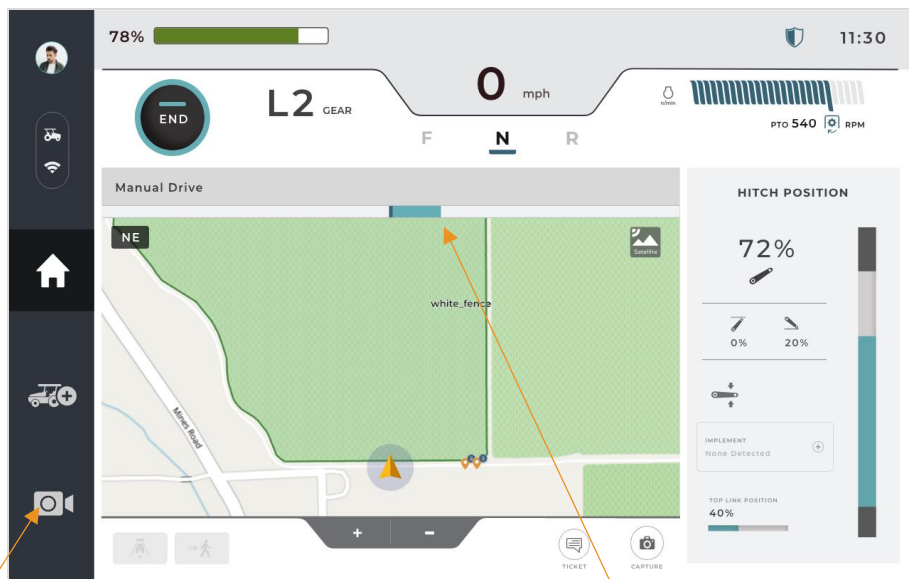 78%
11:30
END
L2 GEAR
0 mph
n/min
PTO 540 RPM
F N R
Manual Drive
HITCH POSITION
NE
Satellite
72%
white_fence
0% 20%
Mines Road
IMPLEMENT
None Detected
TOP LINK POSITION
40%
+ −
TICKET
CAPTURE